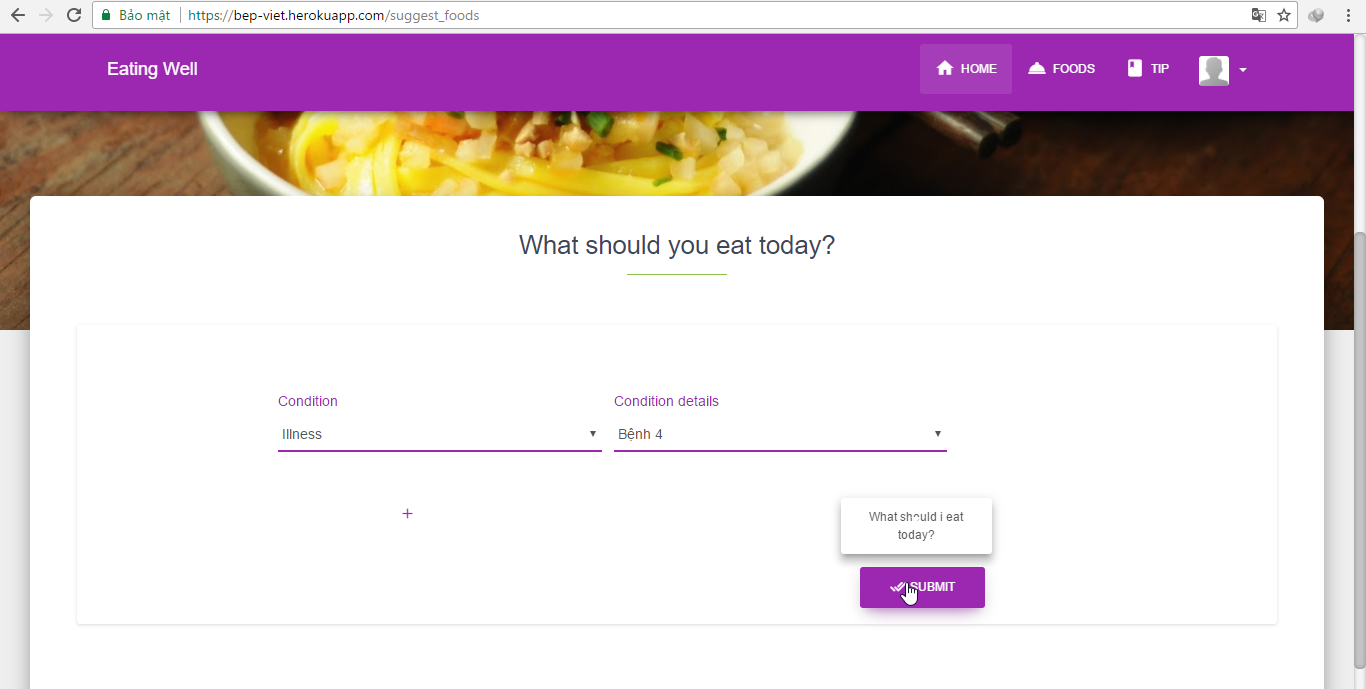 Bảo mật https://bep-viet.herokuapp.com/suggest_foods
Eating Well
HOME
FOODS
TIP
What should you eat today?
Condition
Condition details
Illness
Bệnh 4
+
What should i eat
today?
SUBMIT